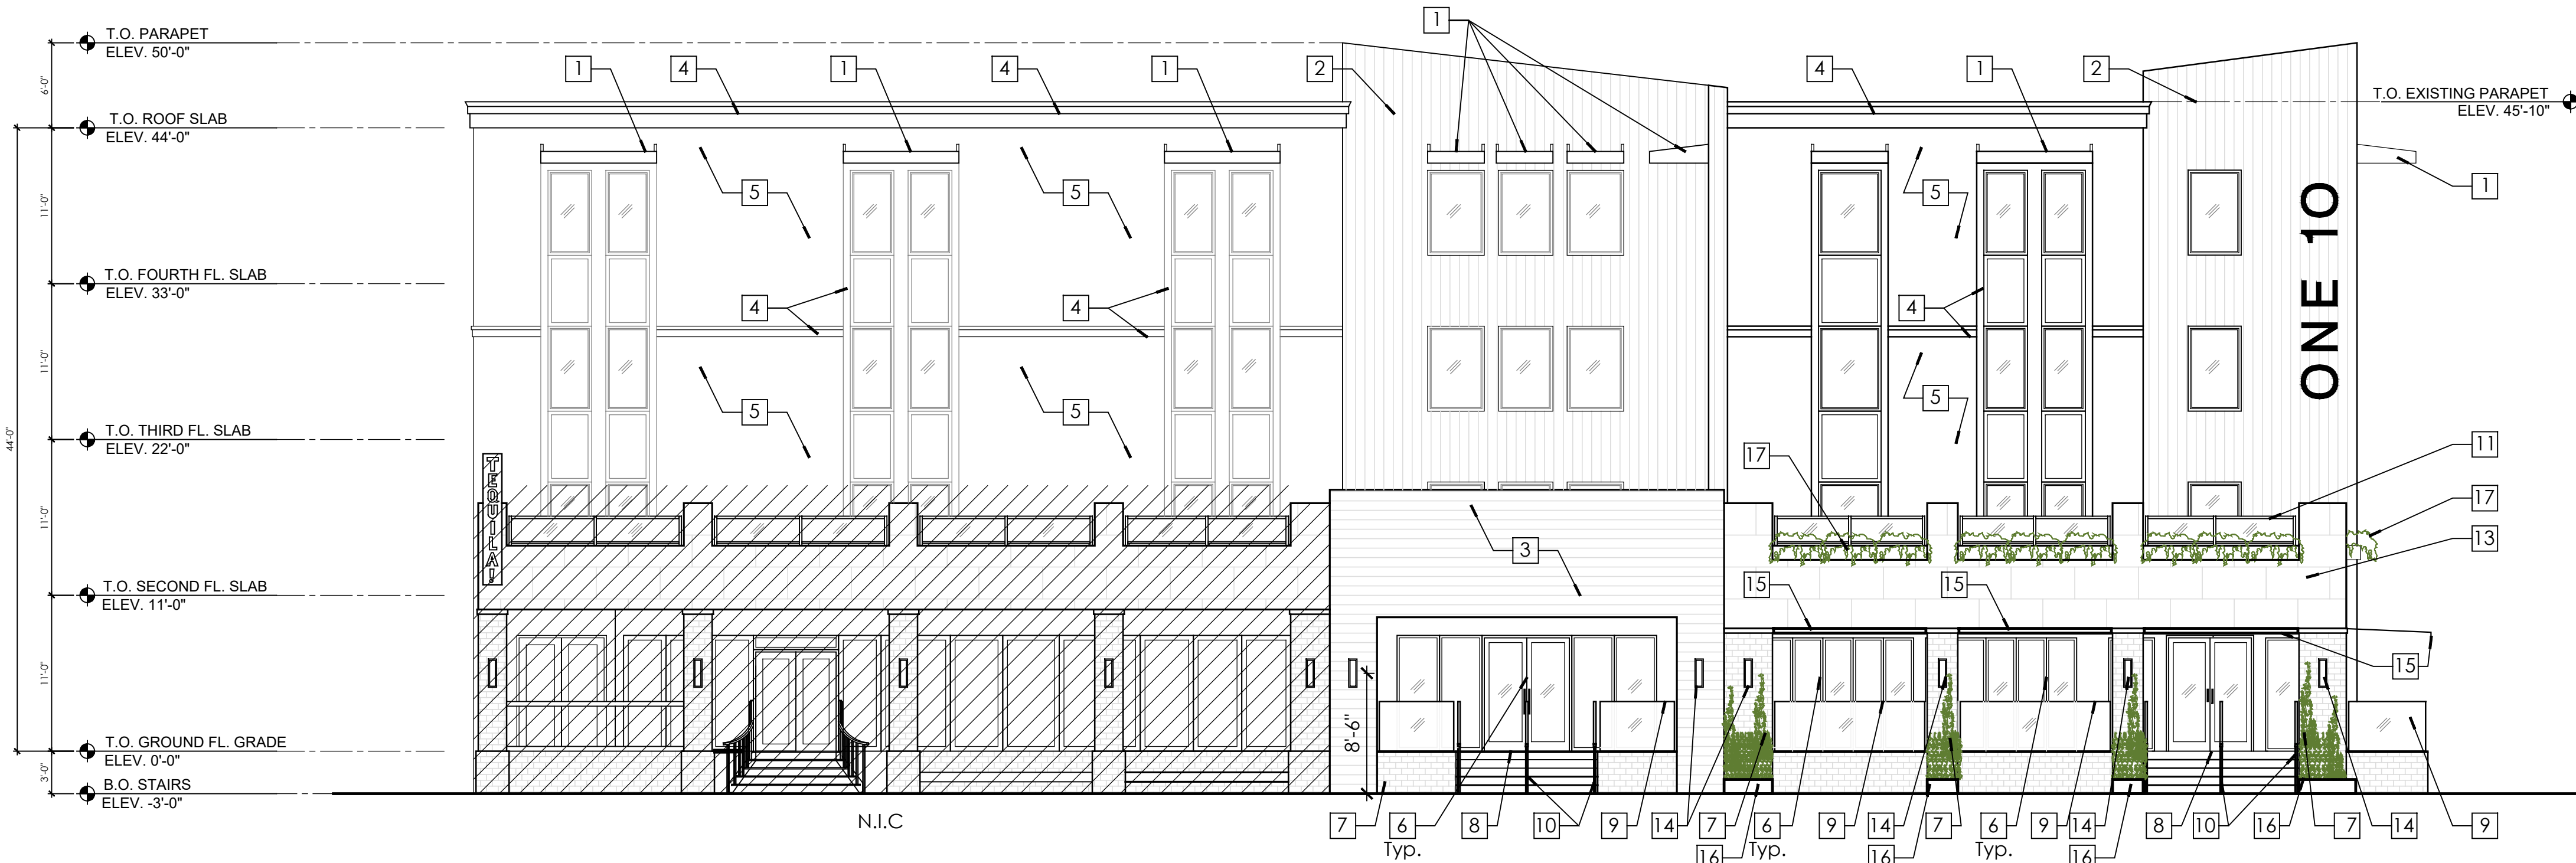 1
T.O. PARAPET
ELEV. 50'-0"
1 4 1 4 1 2 4 1 2
T.O. EXISTING PARAPET
ELEV. 45'-10"
6'-0"
T.O. ROOF SLAB
ELEV. 44'-0"
5 5 5 1
11'-0"
ONE 1O
T.O. FOURTH FL. SLAB
ELEV. 33'-0"
4 4 4
11'-0"
5 5 5
T.O. THIRD FL. SLAB
ELEV. 22'-0"
44'-0"
17 11
TEQUILA!
11'-0"
17
3 13
T.O. SECOND FL. SLAB
ELEV. 11'-0"
15 15
11'-0"
15
8'-6"
T.O. GROUND FL. GRADE
ELEV. 0'-0"
3'-0"
B.O. STAIRS
ELEV. -3'-0"
N.I.C
7 6 8 10 9 14 7 6 9 14 7 6 9 14 8 10 16 7 14 9
Typ. Typ. Typ.
16 16 16